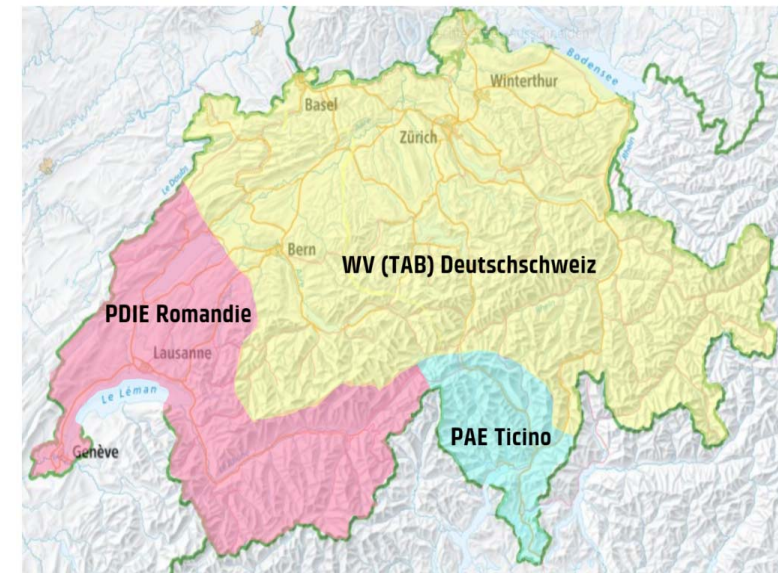 Bodensee
Winterthur
Basel
Zürich
Le Doubs
Bern
WV (TAB) Deutschschweiz
PDIE Romandie
Lausanne
Le Léman
PAE Ticino
Genève